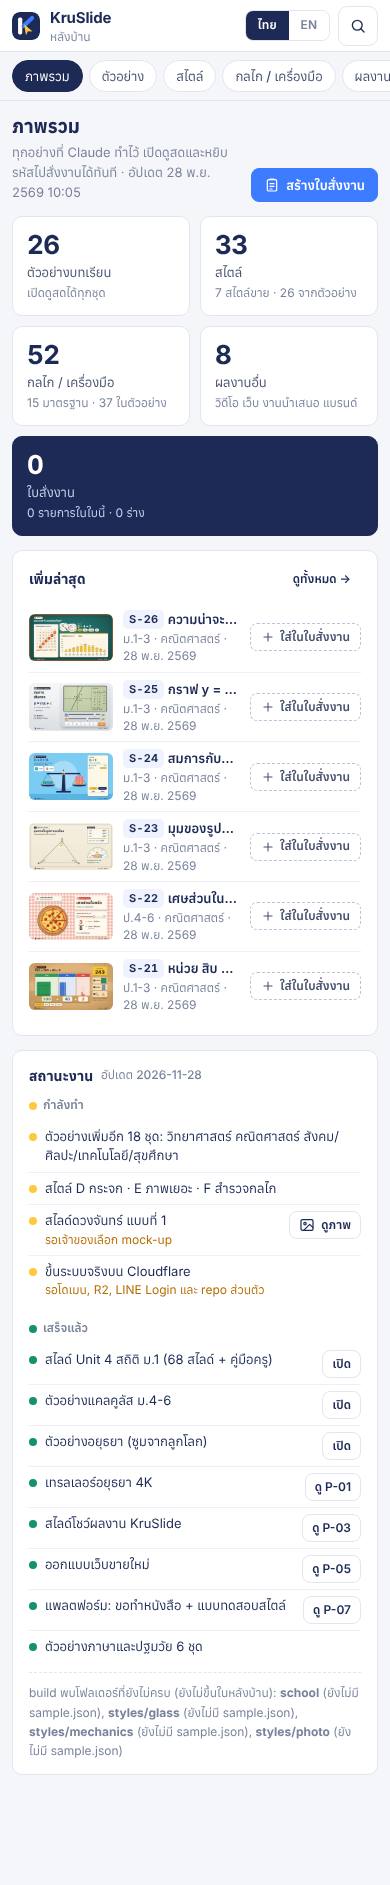 KruSlide
หลังบ้าน
ไทย
EN
ภาพรวม
ตัวอย่าง
สไตล์
กลไก / เครื่องมือ
ผลงาน
ภาพรวม
ทุกอย่างที่ Claude ทำไว้ เปิดดูสดและหยิบ
รหัสไปสั่งงานได้ทันที · อัปเดต 28 พ.ย.
2569 10:05
สร้างใบสั่งงาน
26
ตัวอย่างบทเรียน
เปิดดูสดได้ทุกชุด
33
สไตล์
7 สไตล์ขาย · 26 จากตัวอย่าง
52
กลไก / เครื่องมือ
15 มาตรฐาน · 37 ในตัวอย่าง
8
ผลงานอื่น
วิดีโอ เว็บ งานนำเสนอ แบรนด์
0
ใบสั่งงาน
0 รายการในใบนี้ · 0 ร่าง
เพิ่มล่าสุด
ดูทั้งหมด →
S-26 ความน่าจะ...
ม.1-3 · คณิตศาสตร์ ·
28 พ.ย. 2569
+ ใส่ในใบสั่งงาน
S-25 กราฟ y = ...
ม.1-3 · คณิตศาสตร์ ·
28 พ.ย. 2569
+ ใส่ในใบสั่งงาน
S-24 สมการกับ...
ม.1-3 · คณิตศาสตร์ ·
28 พ.ย. 2569
+ ใส่ในใบสั่งงาน
S-23 มุมของรูป...
ม.1-3 · คณิตศาสตร์ ·
28 พ.ย. 2569
+ ใส่ในใบสั่งงาน
S-22 เศษส่วนใน...
ป.4-6 · คณิตศาสตร์ ·
28 พ.ย. 2569
+ ใส่ในใบสั่งงาน
S-21 หน่วย สิบ ...
ป.1-3 · คณิตศาสตร์ ·
28 พ.ย. 2569
+ ใส่ในใบสั่งงาน
สถานะงาน อัปเดต 2026-11-28
กำลังทำ
ตัวอย่างเพิ่มอีก 18 ชุด: วิทยาศาสตร์ คณิตศาสตร์ สังคม/
ศิลปะ/เทคโนโลยี/สุขศึกษา
สไตล์ D กระจก · E ภาพเยอะ · F สำรวจกลไก
สไลด์ดวงจันทร์ แบบที่ 1
รอเจ้าของเลือก mock-up
ดูภาพ
ขึ้นระบบจริงบน Cloudflare
รอโดเมน, R2, LINE Login และ repo ส่วนตัว
เสร็จแล้ว
สไลด์ Unit 4 สถิติ ม.1 (68 สไลด์ + คู่มือครู)
เปิด
ตัวอย่างแคลคูลัส ม.4-6
เปิด
ตัวอย่างอยุธยา (ซูมจากลูกโลก)
เปิด
เทรลเลอร์อยุธยา 4K
ดู P-01
สไลด์โชว์ผลงาน KruSlide
ดู P-03
ออกแบบเว็บขายใหม่
ดู P-05
แพลตฟอร์ม: ขอทำหนังสือ + แบบทดสอบสไตล์
ดู P-07
ตัวอย่างภาษาและปฐมวัย 6 ชุด
build พบโฟลเดอร์ที่ยังไม่ครบ (ยังไม่ขึ้นในหลังบ้าน): school (ยังไม่มี
sample.json), styles/glass (ยังไม่มี sample.json),
styles/mechanics (ยังไม่มี sample.json), styles/photo (ยัง
ไม่มี sample.json)